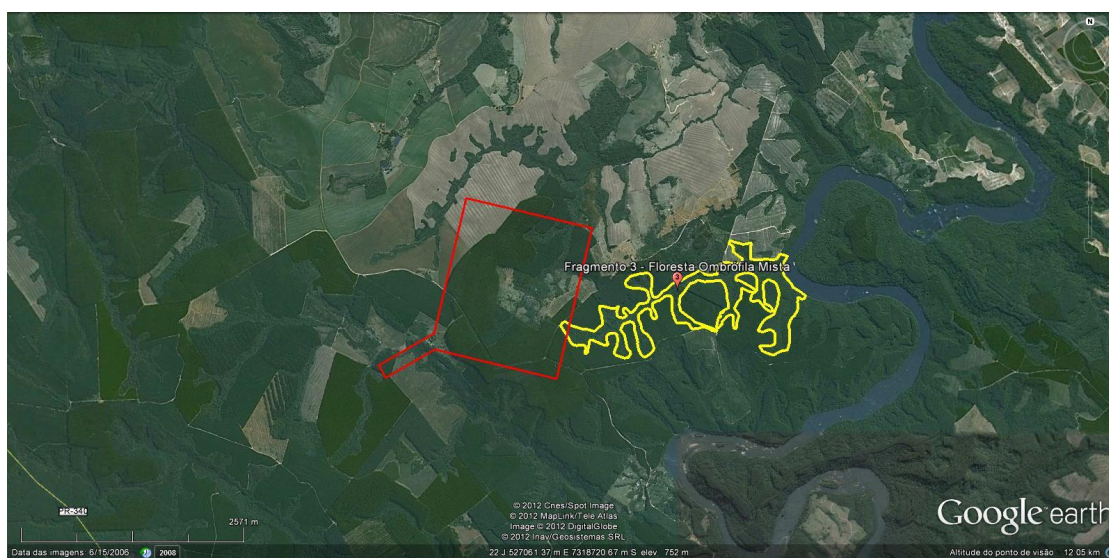 N
Fragmento 3 - Floresta Ombrófila Mista
3
PR-340
2571 m
© 2012 Cnes/Spot Image
© 2012 MapLink/Tele Atlas
Image © 2012 DigitalGlobe
© 2012 Inav/Geosistemas SRL
Google earth
Data das imagens: 6/15/2006
2008
22 J 527061.37 m E 7318720.67 m S elev 752 m
Altitude do ponto de visão 12.05 km